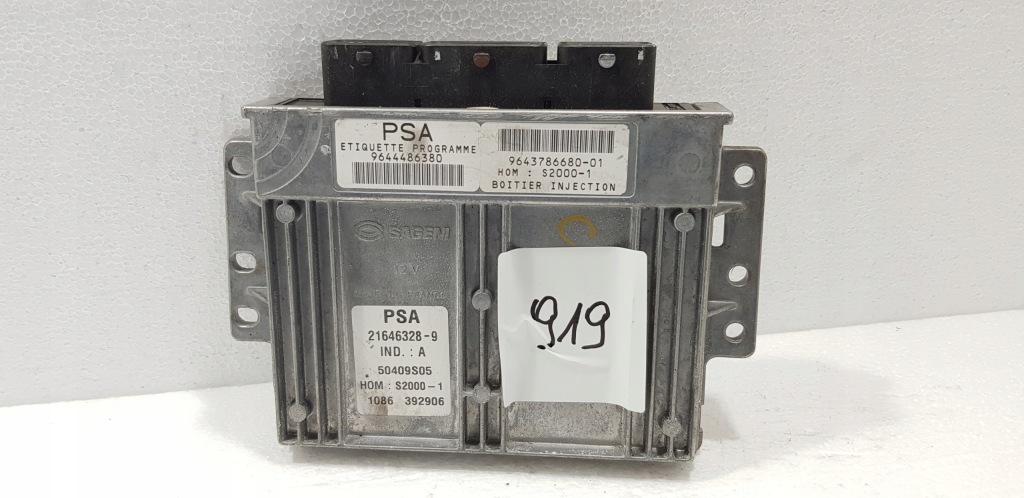 PSA
ETIQUETTE PROGRAMME
9644486380
9643786680-01
HOM : S2000-1
BOITIER INJECTION
SAGEM
12V
PSA
21646328-9
IND. : A
50409S05
HOM : S2000-1
1086 392906
919